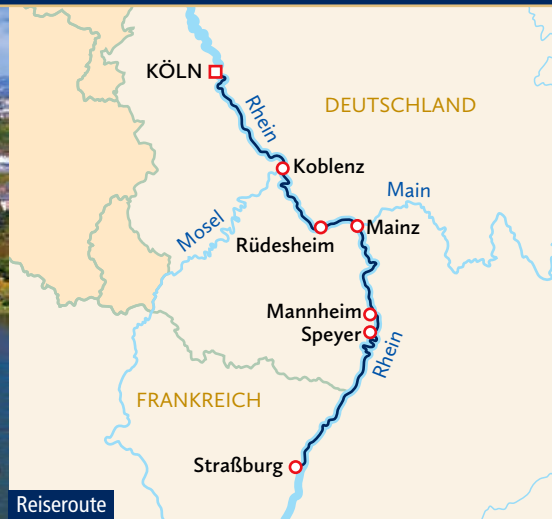 KÖLN
Rhein
DEUTSCHLAND
Koblenz
Main
Mosel
Mainz
Rüdesheim
Mannheim
Speyer
Rhein
FRANKREICH
Straßburg
Reiseroute